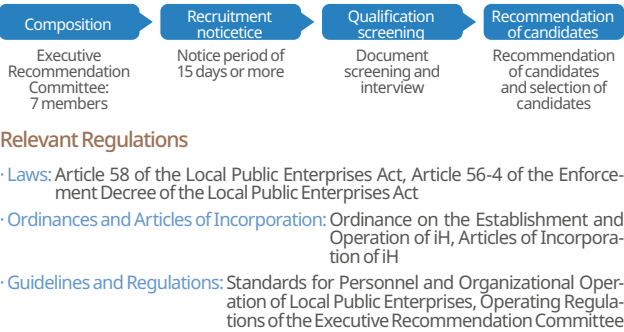 Composition
Recruitment
noticetice
Qualification
screening
Recommendation
of candidates
Executive
Recommendation
Committee:
7 members
Notice period of
15 days or more
Document
screening and
interview
Recommendation
of candidates
and selection of
candidates
Relevant Regulations
· Laws: Article 58 of the Local Public Enterprises Act, Article 56-4 of the Enforce-
ment Decree of the Local Public Enterprises Act
· Ordinances and Articles of Incorporation: Ordinance on the Establishment and
Operation of iH, Articles of Incorpora-
tion of iH
· Guidelines and Regulations: Standards for Personnel and Organizational Oper-
ation of Local Public Enterprises, Operating Regula-
tions of the Executive Recommendation Committee